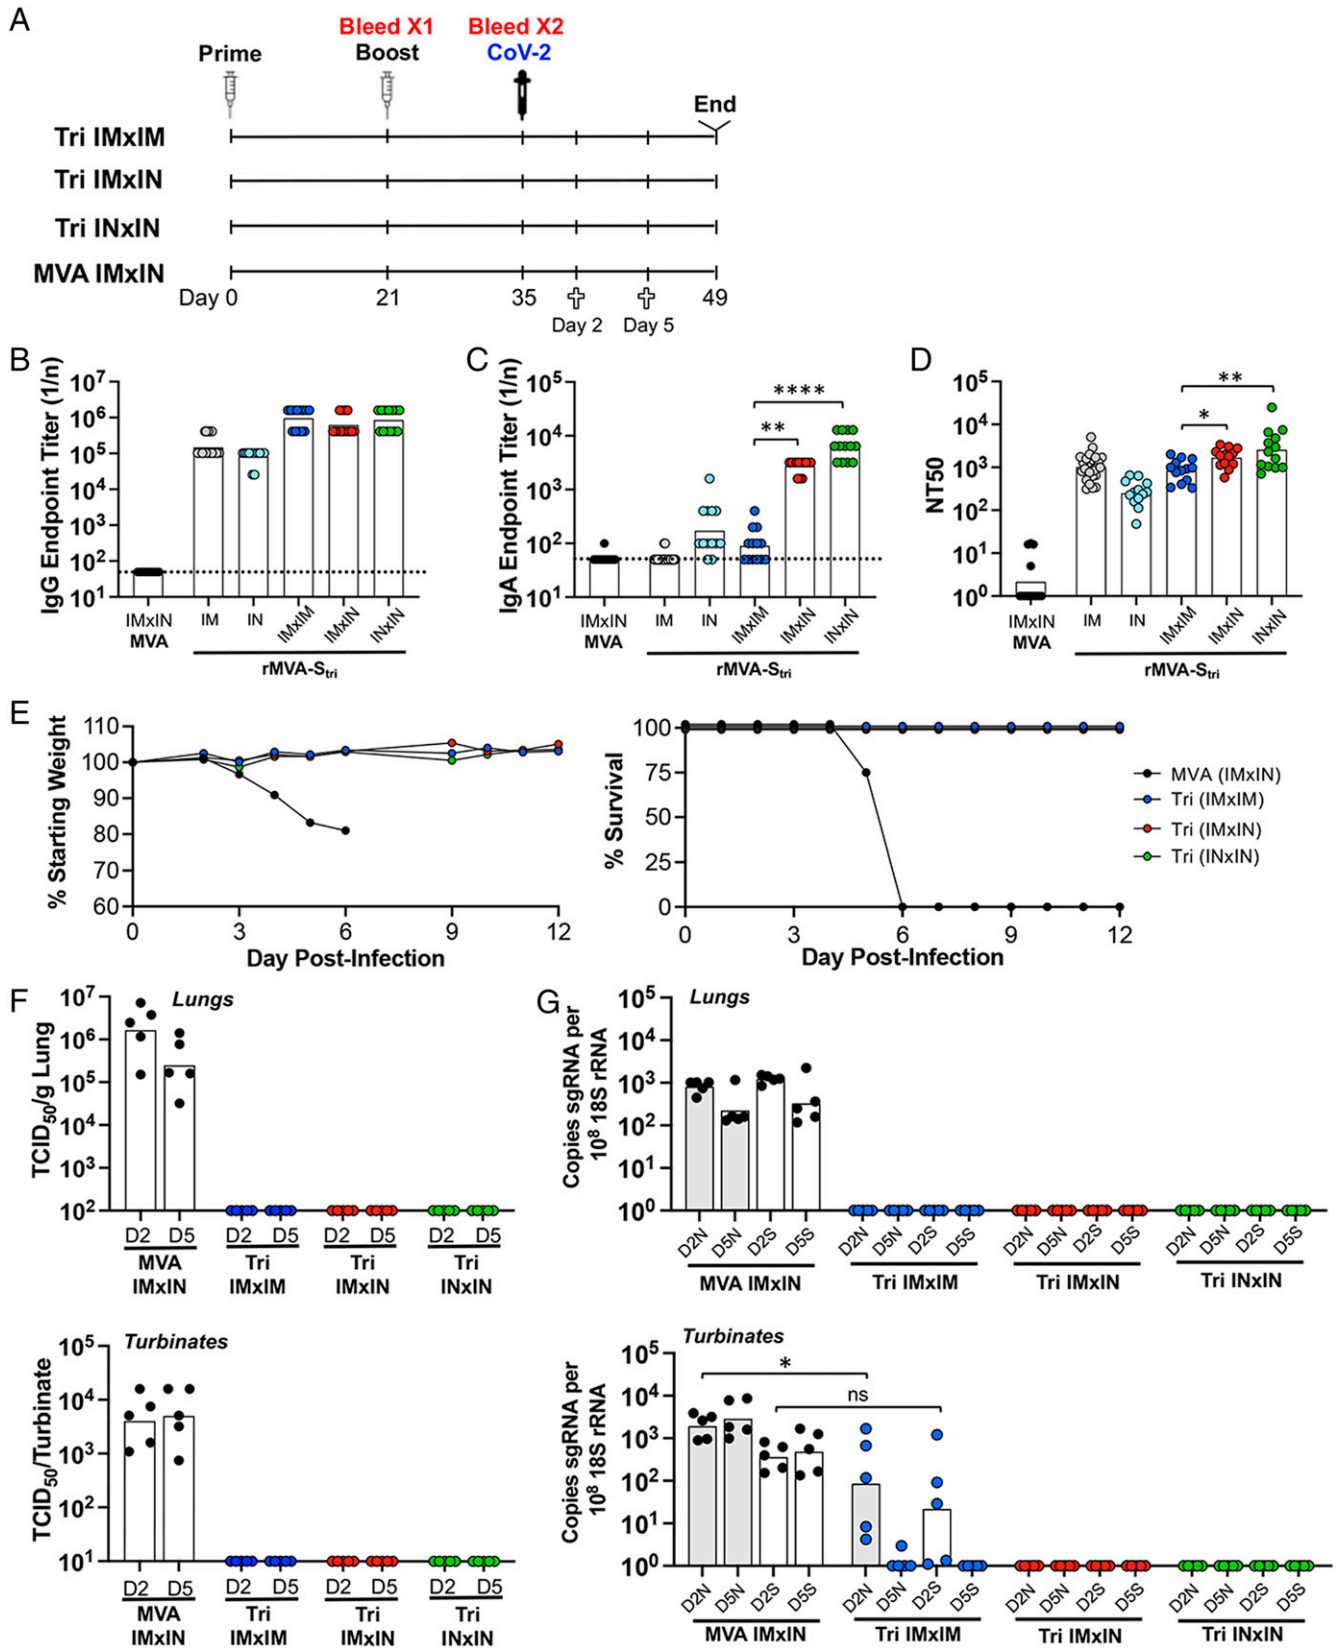 A
Bleed X1 Bleed X2
Prime Boost CoV-2
End
Tri IMxIM
Tri IMxIN
Tri INxIN
MVA IMxIN
Day 0 21 35 49
Day 2 Day 5
B
IgG Endpoint Titer (1/n)
10⁷
10⁶
10⁵
10⁴
10³
10²
10¹
IMxIN IM IN IMxIM IMxIN INxIN
MVA
rMVA-Stri
C
IgA Endpoint Titer (1/n)
10⁵
10⁴
10³
10²
10¹
****
**
IMxIN IM IN IMxIM IMxIN INxIN
MVA
rMVA-Stri
D
NT50
10⁵
10⁴
10³
10²
10¹
10⁰
**
*
IMxIN IM IN IMxIM IMxIN INxIN
MVA
rMVA-Stri
E
% Starting Weight
110
100
90
80
70
60
0 3 6 9 12
Day Post-Infection
% Survival
100
75
50
25
0
0 3 6 9 12
Day Post-Infection
MVA (IMxIN)
Tri (IMxIM)
Tri (IMxIN)
Tri (INxIN)
F
Lungs
TCID50/g Lung
10⁷
10⁶
10⁵
10⁴
10³
10²
D2 D5 D2 D5 D2 D5 D2 D5
MVA Tri Tri Tri
IMxIN IMxIM IMxIN INxIN
Turbinates
TCID50/Turbinate
10⁵
10⁴
10³
10²
10¹
D2 D5 D2 D5 D2 D5 D2 D5
MVA Tri Tri Tri
IMxIN IMxIM IMxIN INxIN
G
Lungs
Copies sgRNA per
10⁸ 18S rRNA
10⁵
10⁴
10³
10²
10¹
10⁰
D2N D5N D2S D5S D2N D5N D2S D5S D2N D5N D2S D5S D2N D5N D2S D5S
MVA IMxIN Tri IMxIM Tri IMxIN Tri INxIN
Turbinates
Copies sgRNA per
10⁸ 18S rRNA
10⁵
10⁴
10³
10²
10¹
10⁰
*
ns
D2N D5N D2S D5S D2N D5N D2S D5S D2N D5N D2S D5S D2N D5N D2S D5S
MVA IMxIN Tri IMxIM Tri IMxIN Tri INxIN